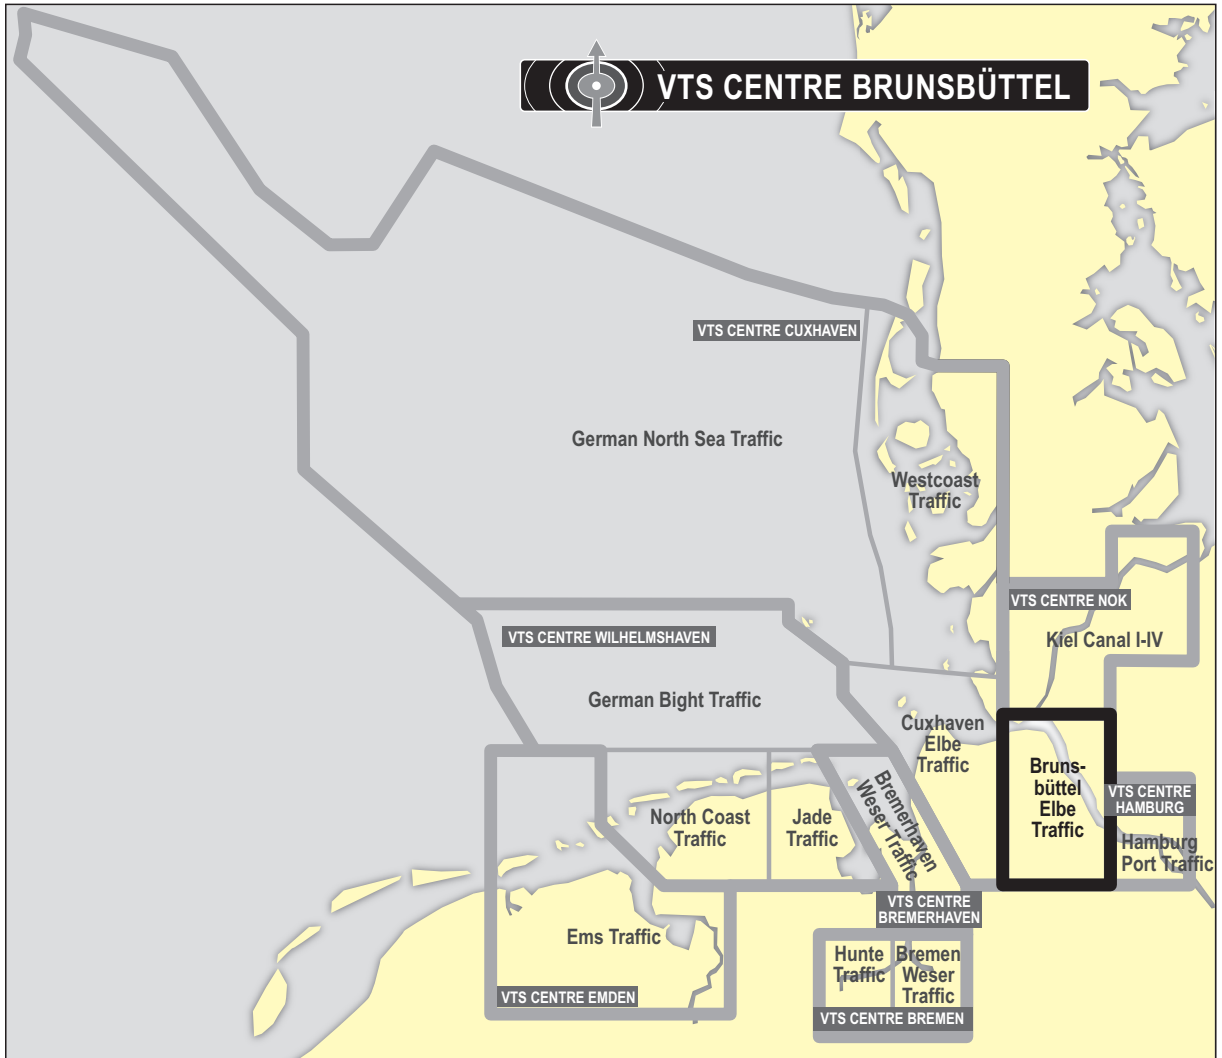 VTS CENTRE BRUNSBÜTTEL
VTS CENTRE CUXHAVEN
German North Sea Traffic
Westcoast
Traffic
VTS CENTRE NOK
Kiel Canal I-IV
VTS CENTRE WILHELMSHAVEN
German Bight Traffic
Cuxhaven
Elbe
Traffic
Bruns-
büttel
Elbe
Traffic
VTS CENTRE
HAMBURG
Hamburg
Port Traffic
North Coast
Traffic
Jade
Traffic
Bremerhaven
Weser Traffic
VTS CENTRE
BREMERHAVEN
Ems Traffic
VTS CENTRE EMDEN
Hunte
Traffic
Bremen
Weser
Traffic
VTS CENTRE BREMEN